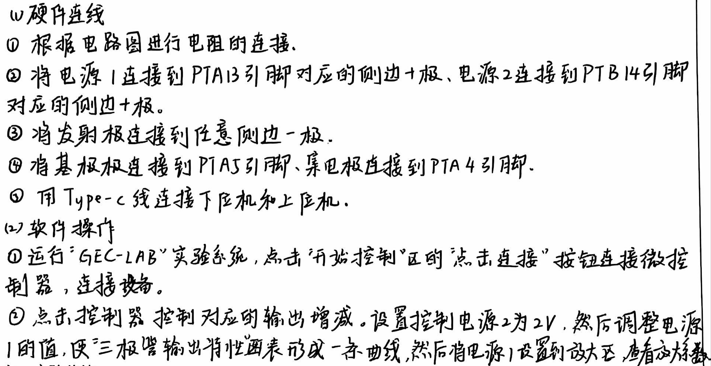 (1)硬件连线
① 根据电路图进行电阻的连接.
② 将电源1连接到PTA13引脚对应的侧边+极、电源2连接到PTB14引脚
对应的侧边+极。
③ 将发射极连接到任意侧边-极.
④ 将基极极连接到PTA5引脚、集电极连接到PTA4引脚.
⑤ 用Type-c线连接下位机和上位机.
(2)软件操作
①运行"GEC-LAB"实验系统,点击"开始控制"区的"点击连接"按钮连接微控
制器,连接设备。
② 点击控制器控制对应的输出增减。设置控制电源2为2V,然后调整电源
1的值,使"三极管输出特性"图表形成一条曲线,然后将电源1设置到放大区,查看放大倍数